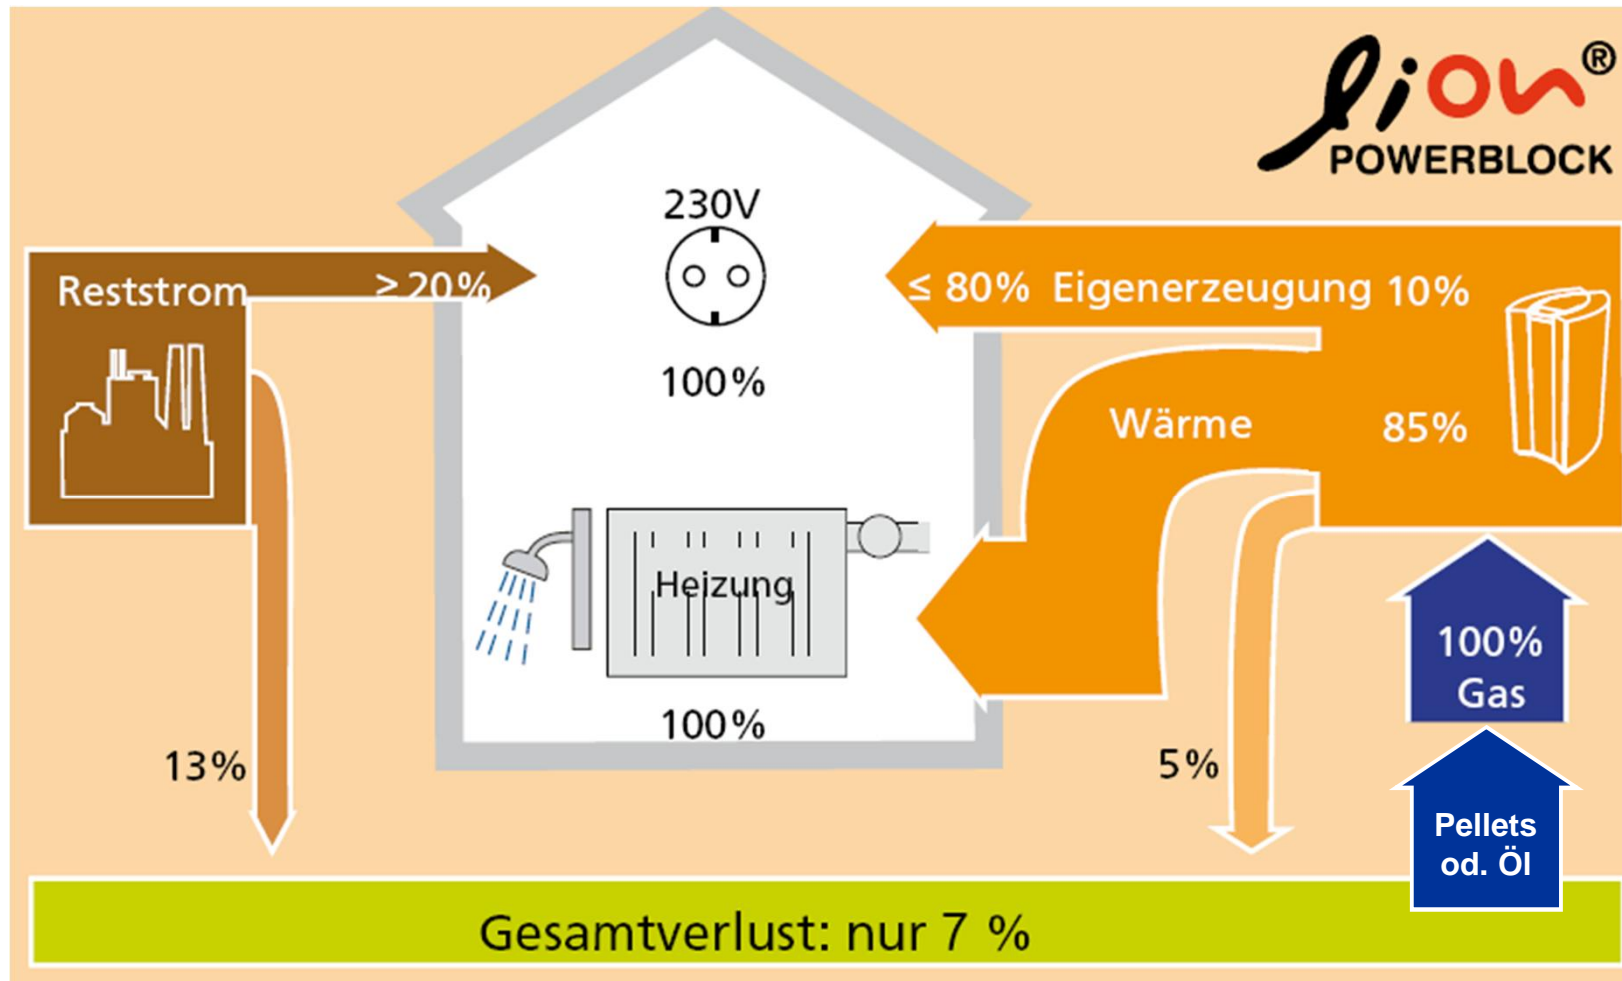 lion®
POWERBLOCK
230V
Reststrom ≥ 20%
≤ 80% Eigenerzeugung 10%
100%
Wärme 85%
Heizung
100%
Gas
100%
13%
5%
Pellets
od. Öl
Gesamtverlust: nur 7 %